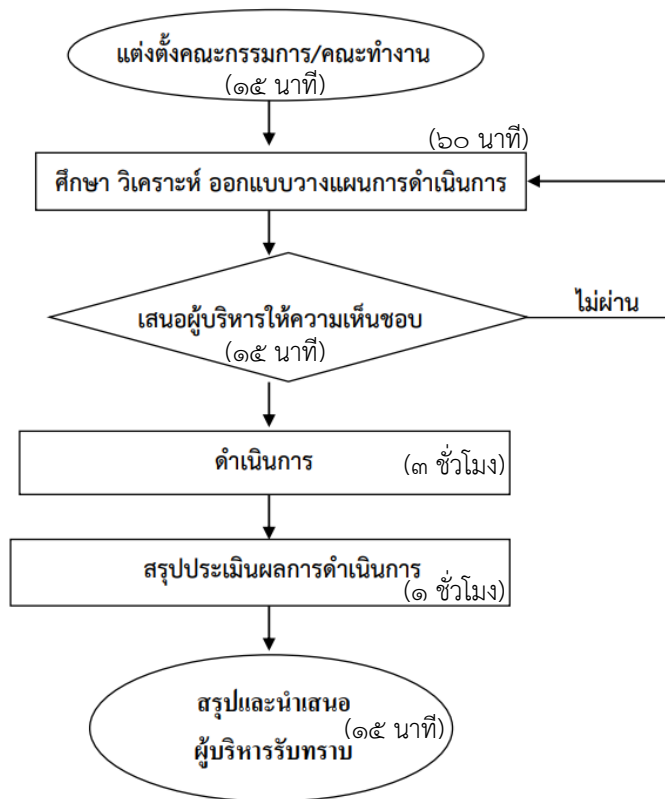 แต่งตั้งคณะกรรมการ/คณะทำงาน
(๑๕ นาที)
(๖๐ นาที)
ศึกษา วิเคราะห์ ออกแบบวางแผนการดำเนินการ
ไม่ผ่าน
เสนอผู้บริหารให้ความเห็นชอบ
(๑๕ นาที)
ดำเนินการ
(๓ ชั่วโมง)
สรุปประเมินผลการดำเนินการ
(๑ ชั่วโมง)
สรุปและนำเสนอ
(๑๕ นาที)
ผู้บริหารรับทราบ